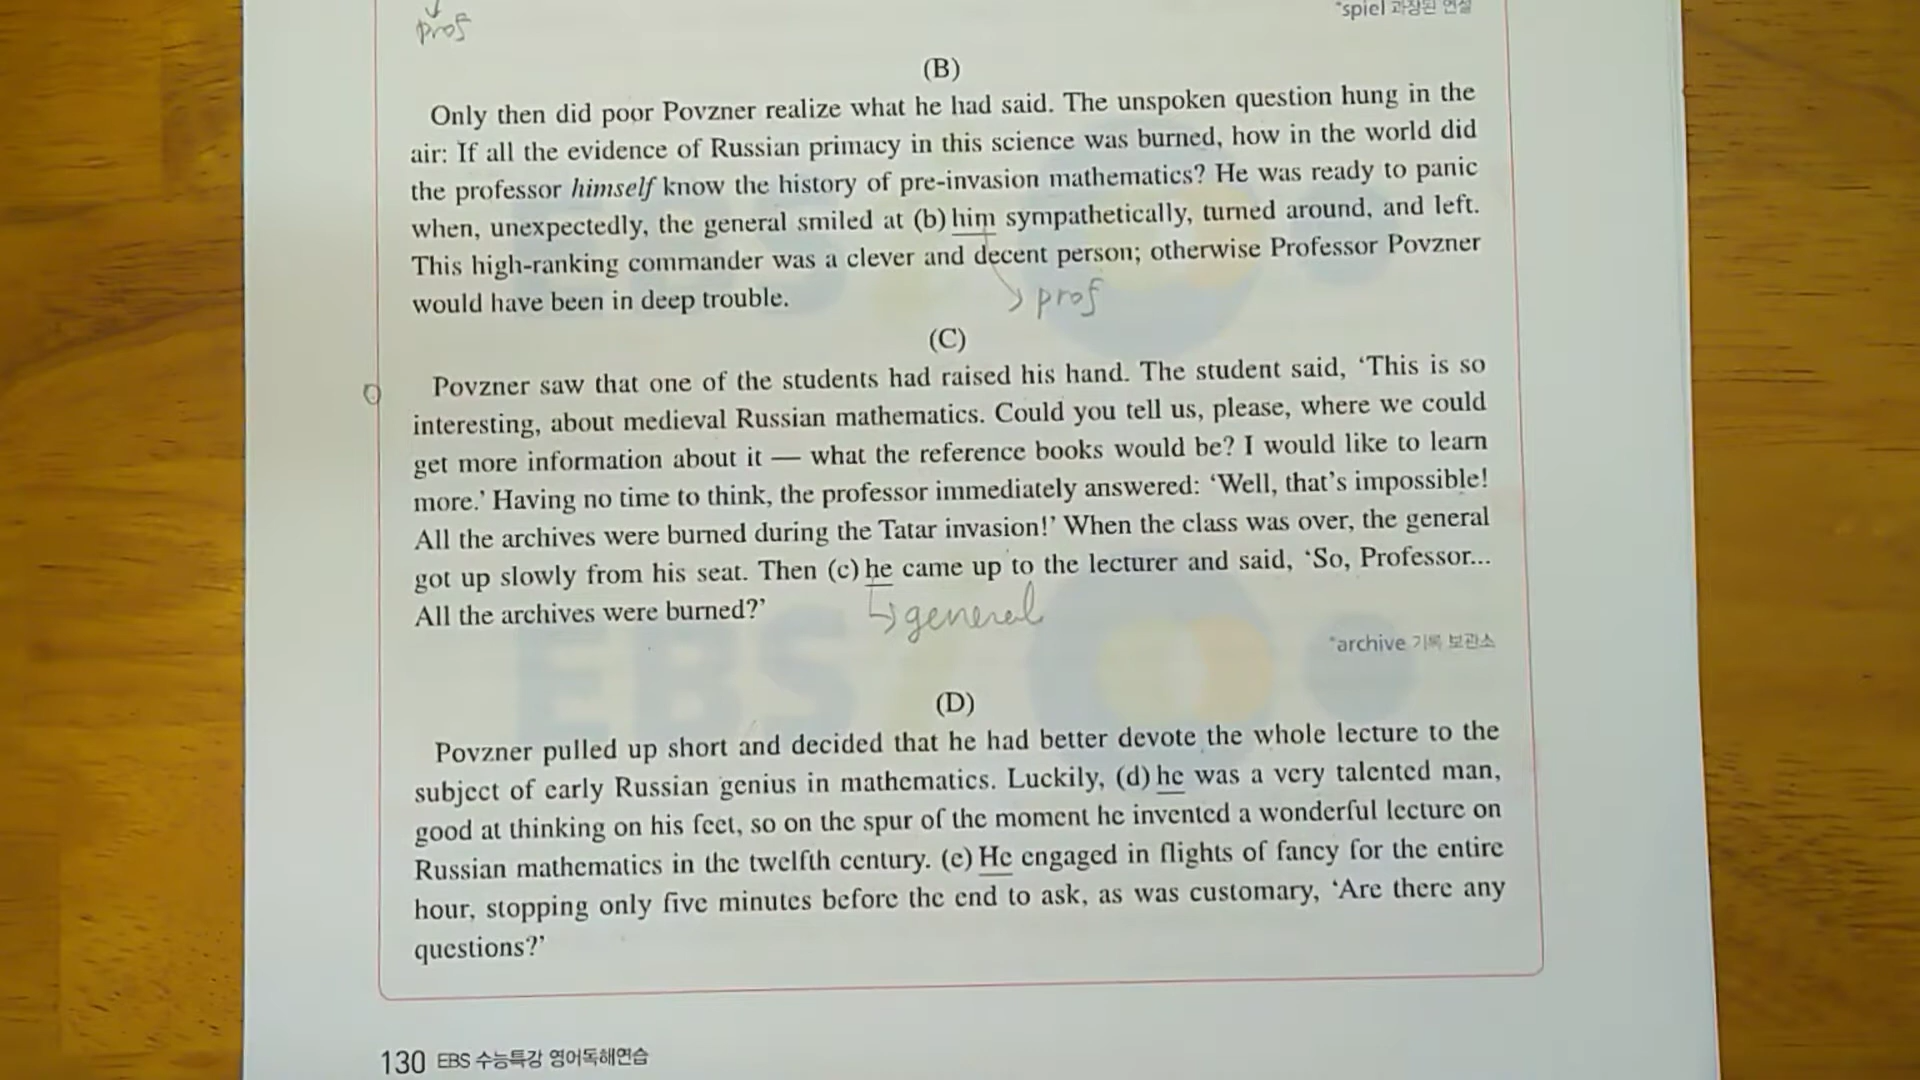 prof
*spiel 과장된 연설
(B)
Only then did poor Povzner realize what he had said. The unspoken question hung in the
air: If all the evidence of Russian primacy in this science was burned, how in the world did
the professor himself know the history of pre-invasion mathematics? He was ready to panic
when, unexpectedly, the general smiled at (b) him sympathetically, turned around, and left.
This high-ranking commander was a clever and decent person; otherwise Professor Povzner
would have been in deep trouble.
prof
(C)
Povzner saw that one of the students had raised his hand. The student said, ‘This is so
interesting, about medieval Russian mathematics. Could you tell us, please, where we could
get more information about it — what the reference books would be? I would like to learn
more.’ Having no time to think, the professor immediately answered: ‘Well, that’s impossible!
All the archives were burned during the Tatar invasion!’ When the class was over, the general
got up slowly from his seat. Then (c) he came up to the lecturer and said, ‘So, Professor...
All the archives were burned?’
general
*archive 기록 보관소
(D)
Povzner pulled up short and decided that he had better devote the whole lecture to the
subject of early Russian genius in mathematics. Luckily, (d) he was a very talented man,
good at thinking on his feet, so on the spur of the moment he invented a wonderful lecture on
Russian mathematics in the twelfth century. (e) He engaged in flights of fancy for the entire
hour, stopping only five minutes before the end to ask, as was customary, ‘Are there any
questions?’
130 EBS 수능특강 영어독해연습